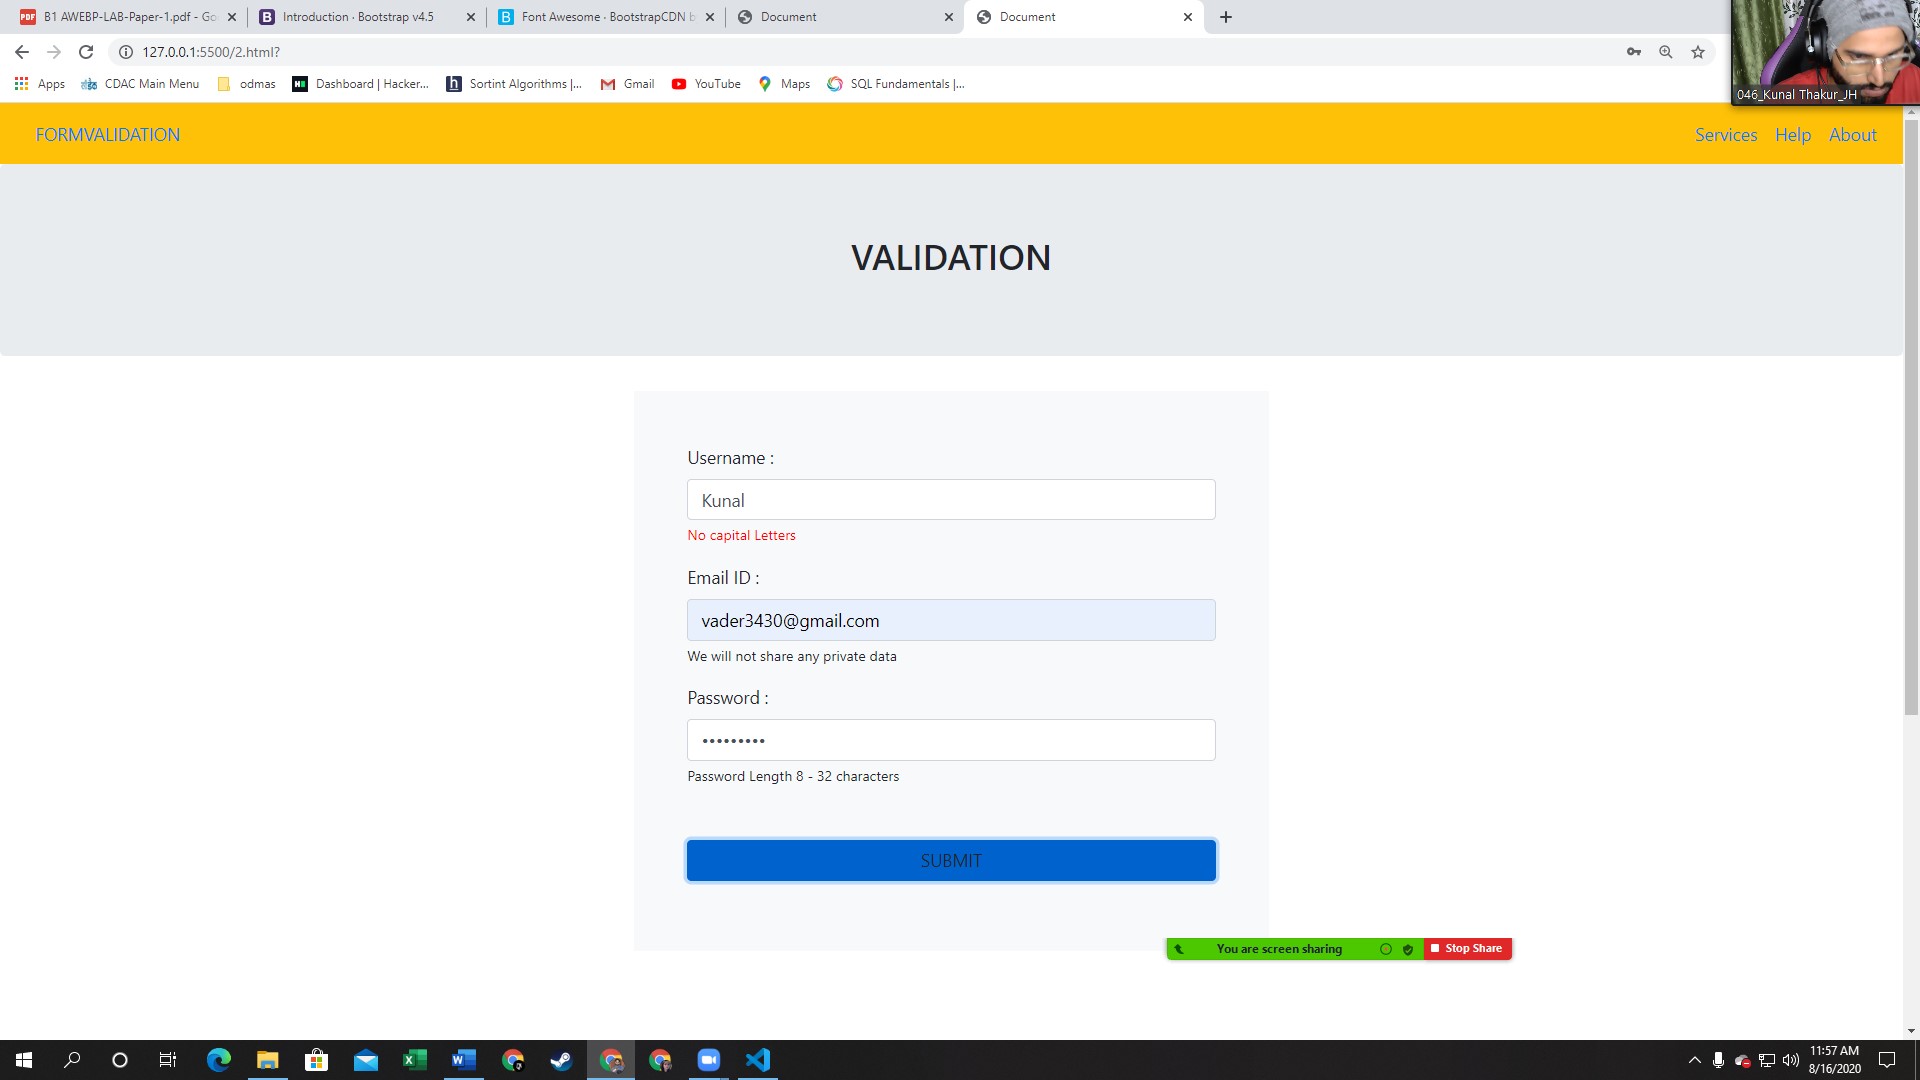 B1 AWEBP-LAB-Paper-1.pdf - Go
Introduction · Bootstrap v4.5
Font Awesome · BootstrapCDN b
Document
Document
127.0.0.1:5500/2.html?
Apps
CDAC Main Menu
odmas
Dashboard | Hacker...
Sortint Algorithms |...
Gmail
YouTube
Maps
SQL Fundamentals |...
046_Kunal Thakur_JH
FORMVALIDATION
Services Help About
VALIDATION
Username :
Kunal
No capital Letters
Email ID :
vader3430@gmail.com
We will not share any private data
Password :
•••••••••
Password Length 8 - 32 characters
SUBMIT
You are screen sharing
Stop Share
11:57 AM
8/16/2020